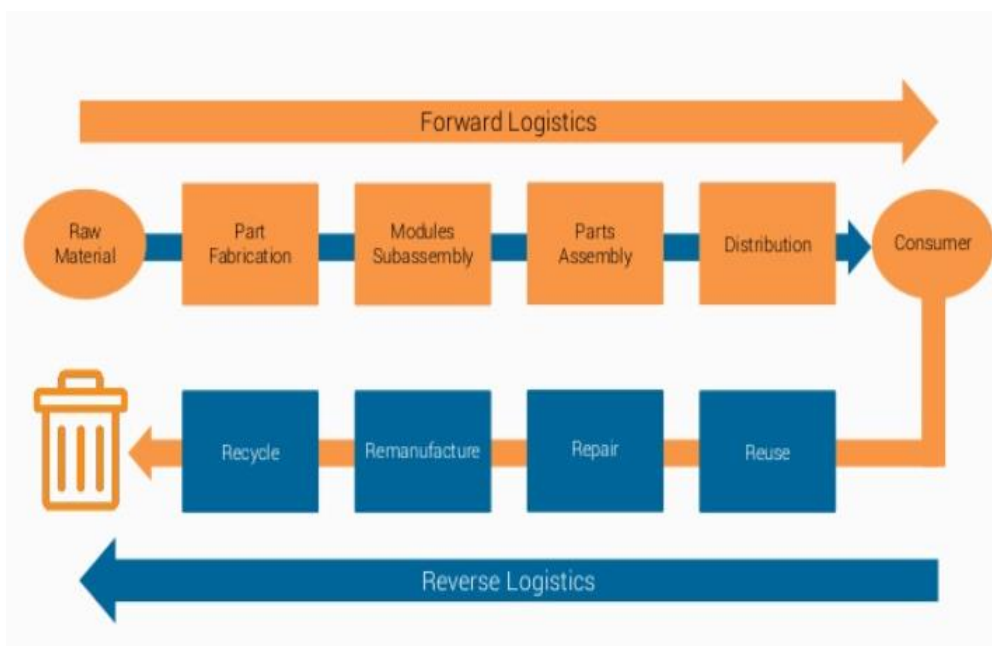 Forward Logistics
Raw
Material
Part
Fabrication
Modules
Subassembly
Parts
Assembly
Distribution
Consumer
Recycle
Remanufacture
Repair
Reuse
Reverse Logistics